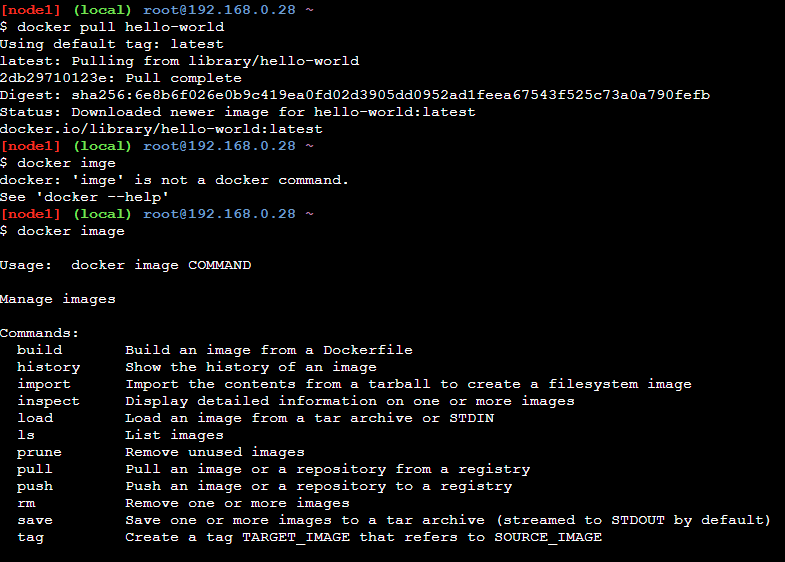 [node1] (local) root@192.168.0.28 ~
$ docker pull hello-world
Using default tag: latest
latest: Pulling from library/hello-world
2db29710123e: Pull complete
Digest: sha256:6e8b6f026e0b9c419ea0fd02d3905dd0952ad1feea67543f525c73a0a790fefb
Status: Downloaded newer image for hello-world:latest
docker.io/library/hello-world:latest
[node1] (local) root@192.168.0.28 ~
$ docker imge
docker: 'imge' is not a docker command.
See 'docker --help'
[node1] (local) root@192.168.0.28 ~
$ docker image
Usage:  docker image COMMAND
Manage images
Commands:
  build       Build an image from a Dockerfile
  history     Show the history of an image
  import      Import the contents from a tarball to create a filesystem image
  inspect     Display detailed information on one or more images
  load        Load an image from a tar archive or STDIN
  ls          List images
  prune       Remove unused images
  pull        Pull an image or a repository from a registry
  push        Push an image or a repository to a registry
  rm          Remove one or more images
  save        Save one or more images to a tar archive (streamed to STDOUT by default)
  tag         Create a tag TARGET_IMAGE that refers to SOURCE_IMAGE